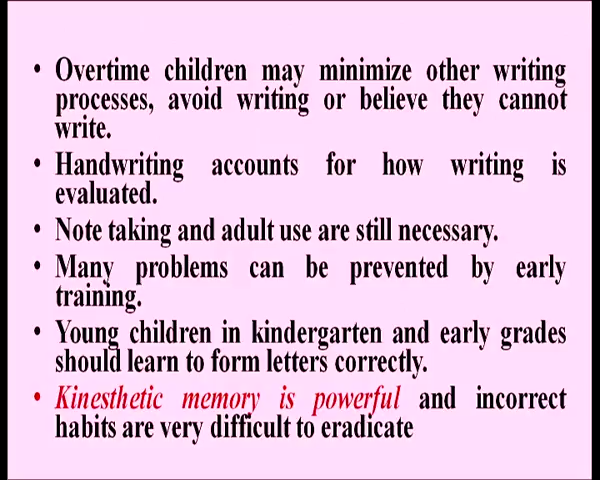 • Overtime children may minimize other writing
processes, avoid writing or believe they cannot
write.
• Handwriting accounts for how writing is
evaluated.
• Note taking and adult use are still necessary.
• Many problems can be prevented by early
training.
• Young children in kindergarten and early grades
should learn to form letters correctly.
• Kinesthetic memory is powerful and incorrect
habits are very difficult to eradicate